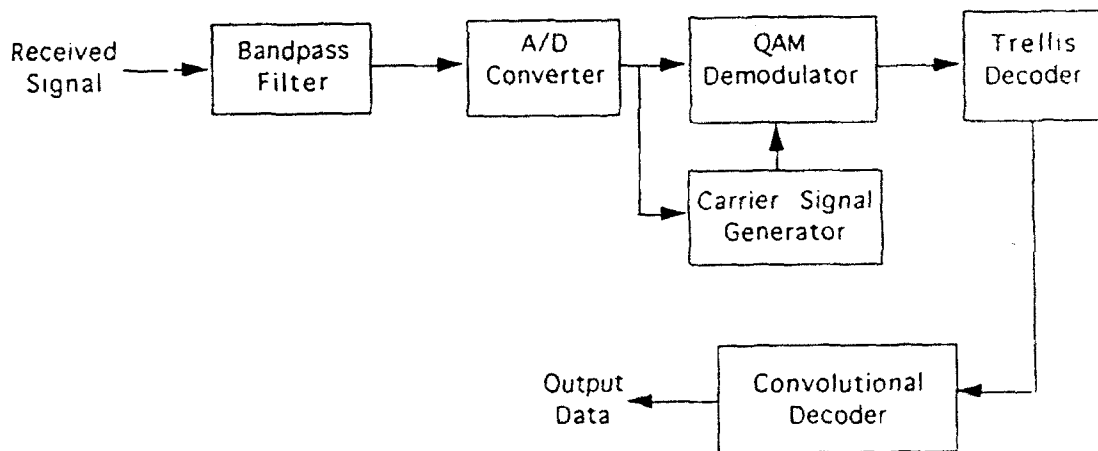 Received
Signal
Bandpass
Filter
A/D
Converter
QAM
Demodulator
Trellis
Decoder
Carrier Signal
Generator
Convolutional
Decoder
Output
Data